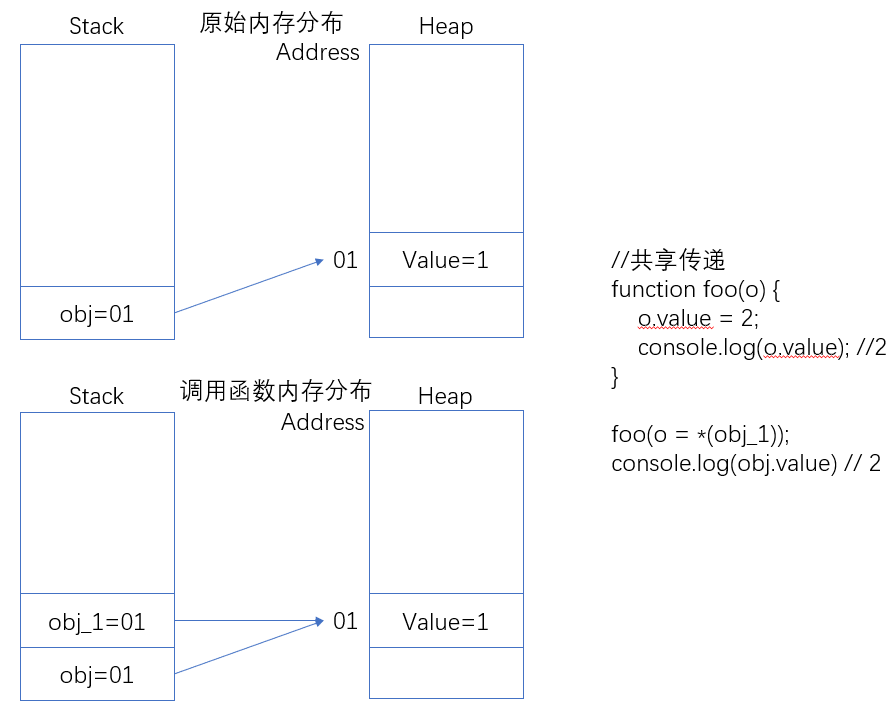 Stack
原始内存分布
Heap
Address
01
Value=1
obj=01
Stack
调用函数内存分布
Heap
Address
obj_1=01
01
Value=1
obj=01
//共享传递
function foo(o) {
o.value = 2;
console.log(o.value); //2
}
foo(o = *(obj_1));
console.log(obj.value) // 2